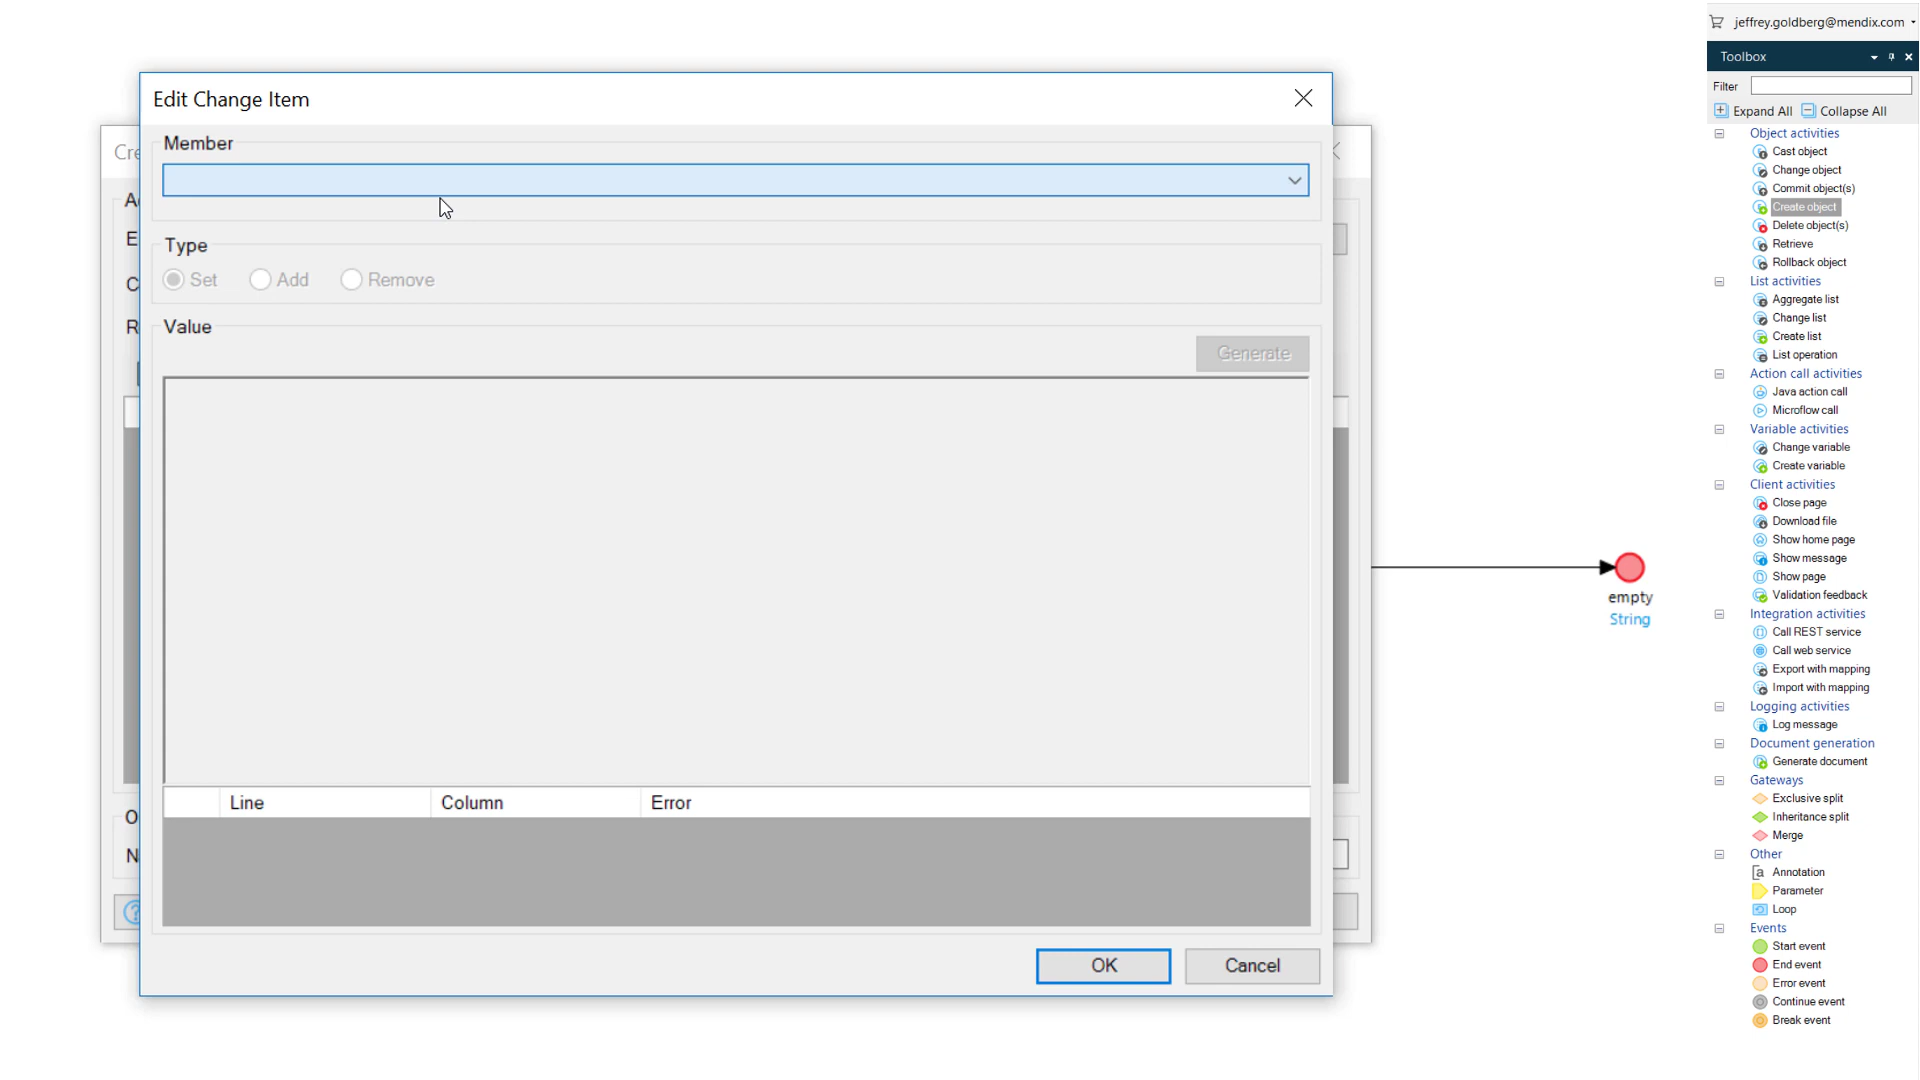 jeffrey.goldberg@mendix.com
Toolbox
Filter
Expand All Collapse All
Edit Change Item
Cre
Member
A
E
Type
Set Add Remove
C
R
Value
Generate
Line Column Error
O
N
OK Cancel
empty
String
Object activities
Cast object
Change object
Commit object(s)
Create object
Delete object(s)
Retrieve
Rollback object
List activities
Aggregate list
Change list
Create list
List operation
Action call activities
Java action call
Microflow call
Variable activities
Change variable
Create variable
Client activities
Close page
Download file
Show home page
Show message
Show page
Validation feedback
Integration activities
Call REST service
Call web service
Export with mapping
Import with mapping
Logging activities
Log message
Document generation
Generate document
Gateways
Exclusive split
Inheritance split
Merge
Other
Annotation
Parameter
Loop
Events
Start event
End event
Error event
Continue event
Break event